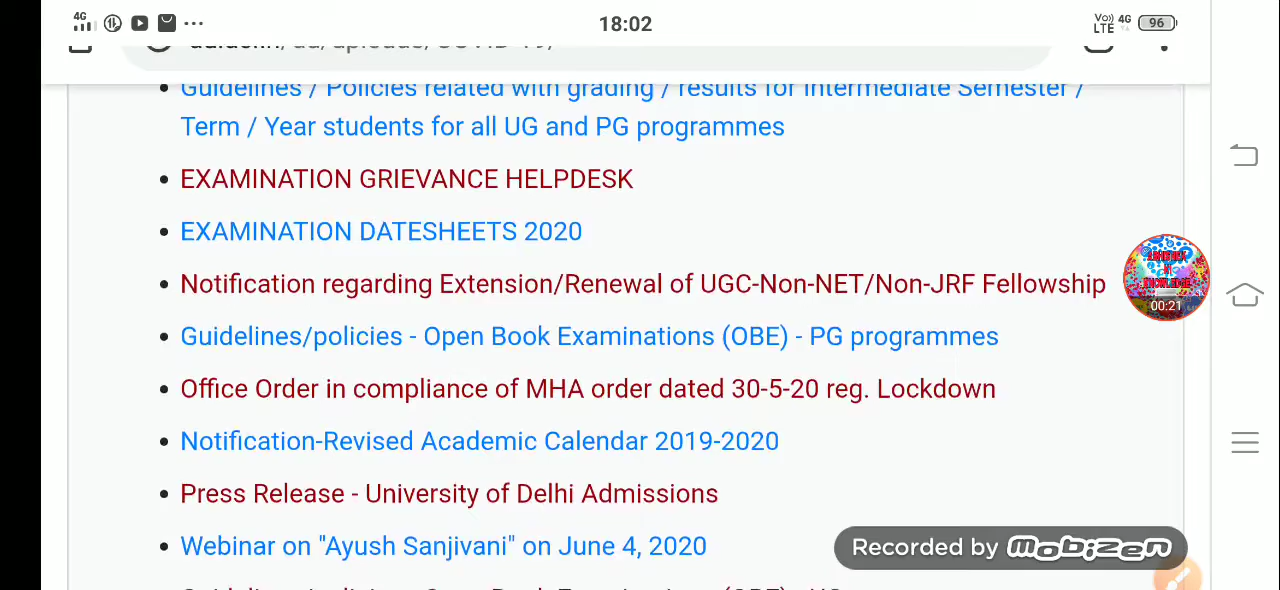 4G 18:02 Vo) LTE 4G 96
Guidelines / Policies related with grading / results for Intermediate Semester /
Term / Year students for all UG and PG programmes
EXAMINATION GRIEVANCE HELPDESK
EXAMINATION DATESHEETS 2020
Notification regarding Extension/Renewal of UGC-Non-NET/Non-JRF Fellowship
00:21
Guidelines/policies - Open Book Examinations (OBE) - PG programmes
Office Order in compliance of MHA order dated 30-5-20 reg. Lockdown
Notification-Revised Academic Calendar 2019-2020
Press Release - University of Delhi Admissions
Webinar on "Ayush Sanjivani" on June 4, 2020
Recorded by Mobizen